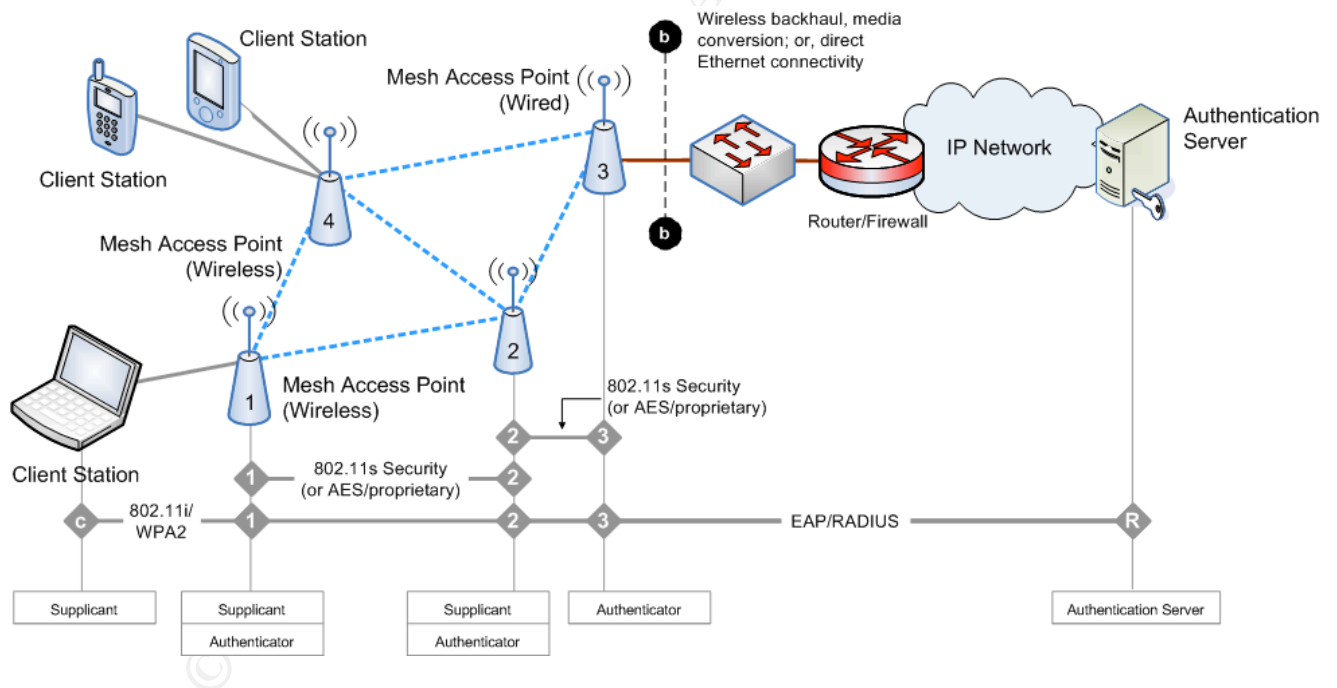 Client Station
Client Station
Mesh Access Point
(Wired)
b
Wireless backhaul, media
conversion; or, direct
Ethernet connectivity
3
IP Network
Authentication
Server
Router/Firewall
b
4
Mesh Access Point
(Wireless)
2
1
Mesh Access Point
(Wireless)
Client Station
802.11s Security
(or AES/proprietary)
2
3
1
802.11s Security
(or AES/proprietary)
2
c
802.11i/
WPA2
1
2
3
EAP/RADIUS
R
Supplicant
Supplicant
Authenticator
Supplicant
Authenticator
Authenticator
Authentication Server
©